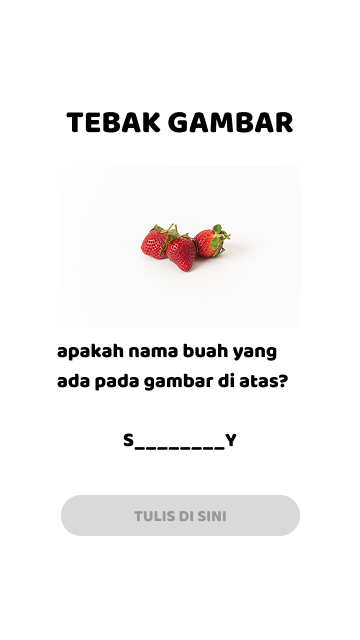 TEBAK GAMBAR
apakah nama buah yang
ada pada gambar di atas?
S________Y
TULIS DI SINI